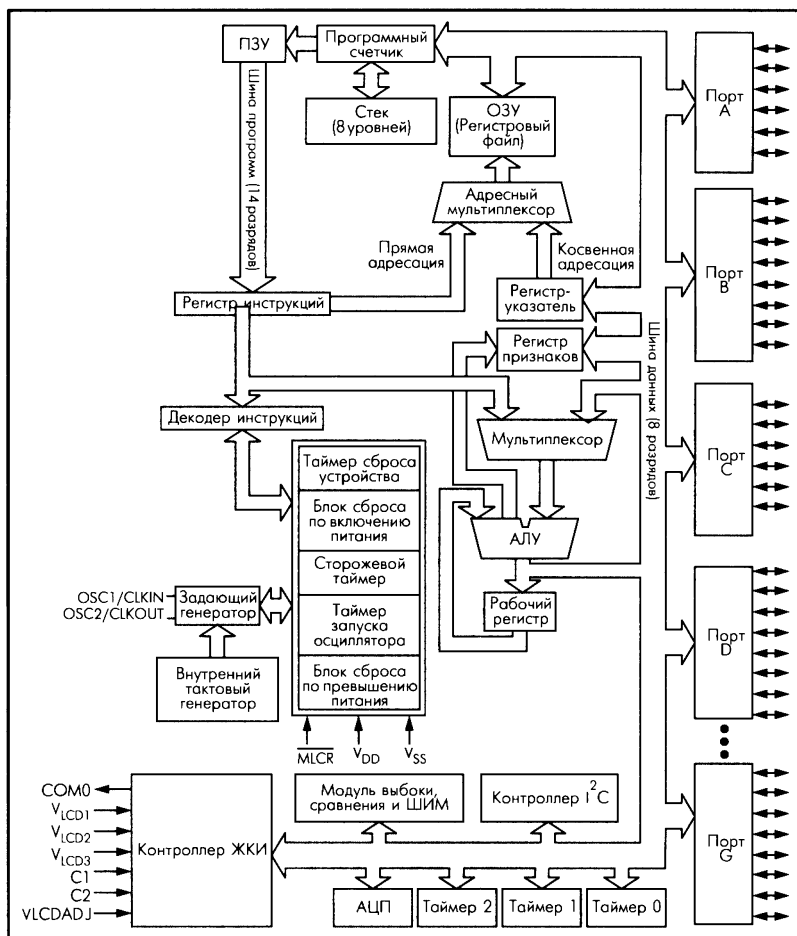 ПЗУ
Программный
счетчик
Стек
(8 уровней)
ОЗУ
(Регистровый
файл)
Шина программ (14 разрядов)
Адресный
мультиплексор
Прямая
адресация
Косвенная
адресация
Регистр инструкций
Регистр-
указатель
Регистр
признаков
Шина данных (8 разрядов)
Декодер инструкций
Мультиплексор
АЛУ
Рабочий
регистр
Таймер сброса
устройства
Блок сброса
по включению
питания
Сторожевой
таймер
Таймер
запуска
осциллятора
Блок сброса
по превышению
питания
OSC1/CLKIN
OSC2/CLKOUT
Задающий
генератор
Внутренний
тактовый
генератор
MLCR
VDD
VSS
Порт
A
Порт
B
Порт
C
Порт
D
Порт
G
COM0
VLCD1
VLCD2
VLCD3
C1
C2
VLCDADJ
Контроллер ЖКИ
Модуль выбоки,
сравнения и ШИМ
Контроллер I²C
АЦП
Таймер 2
Таймер 1
Таймер 0